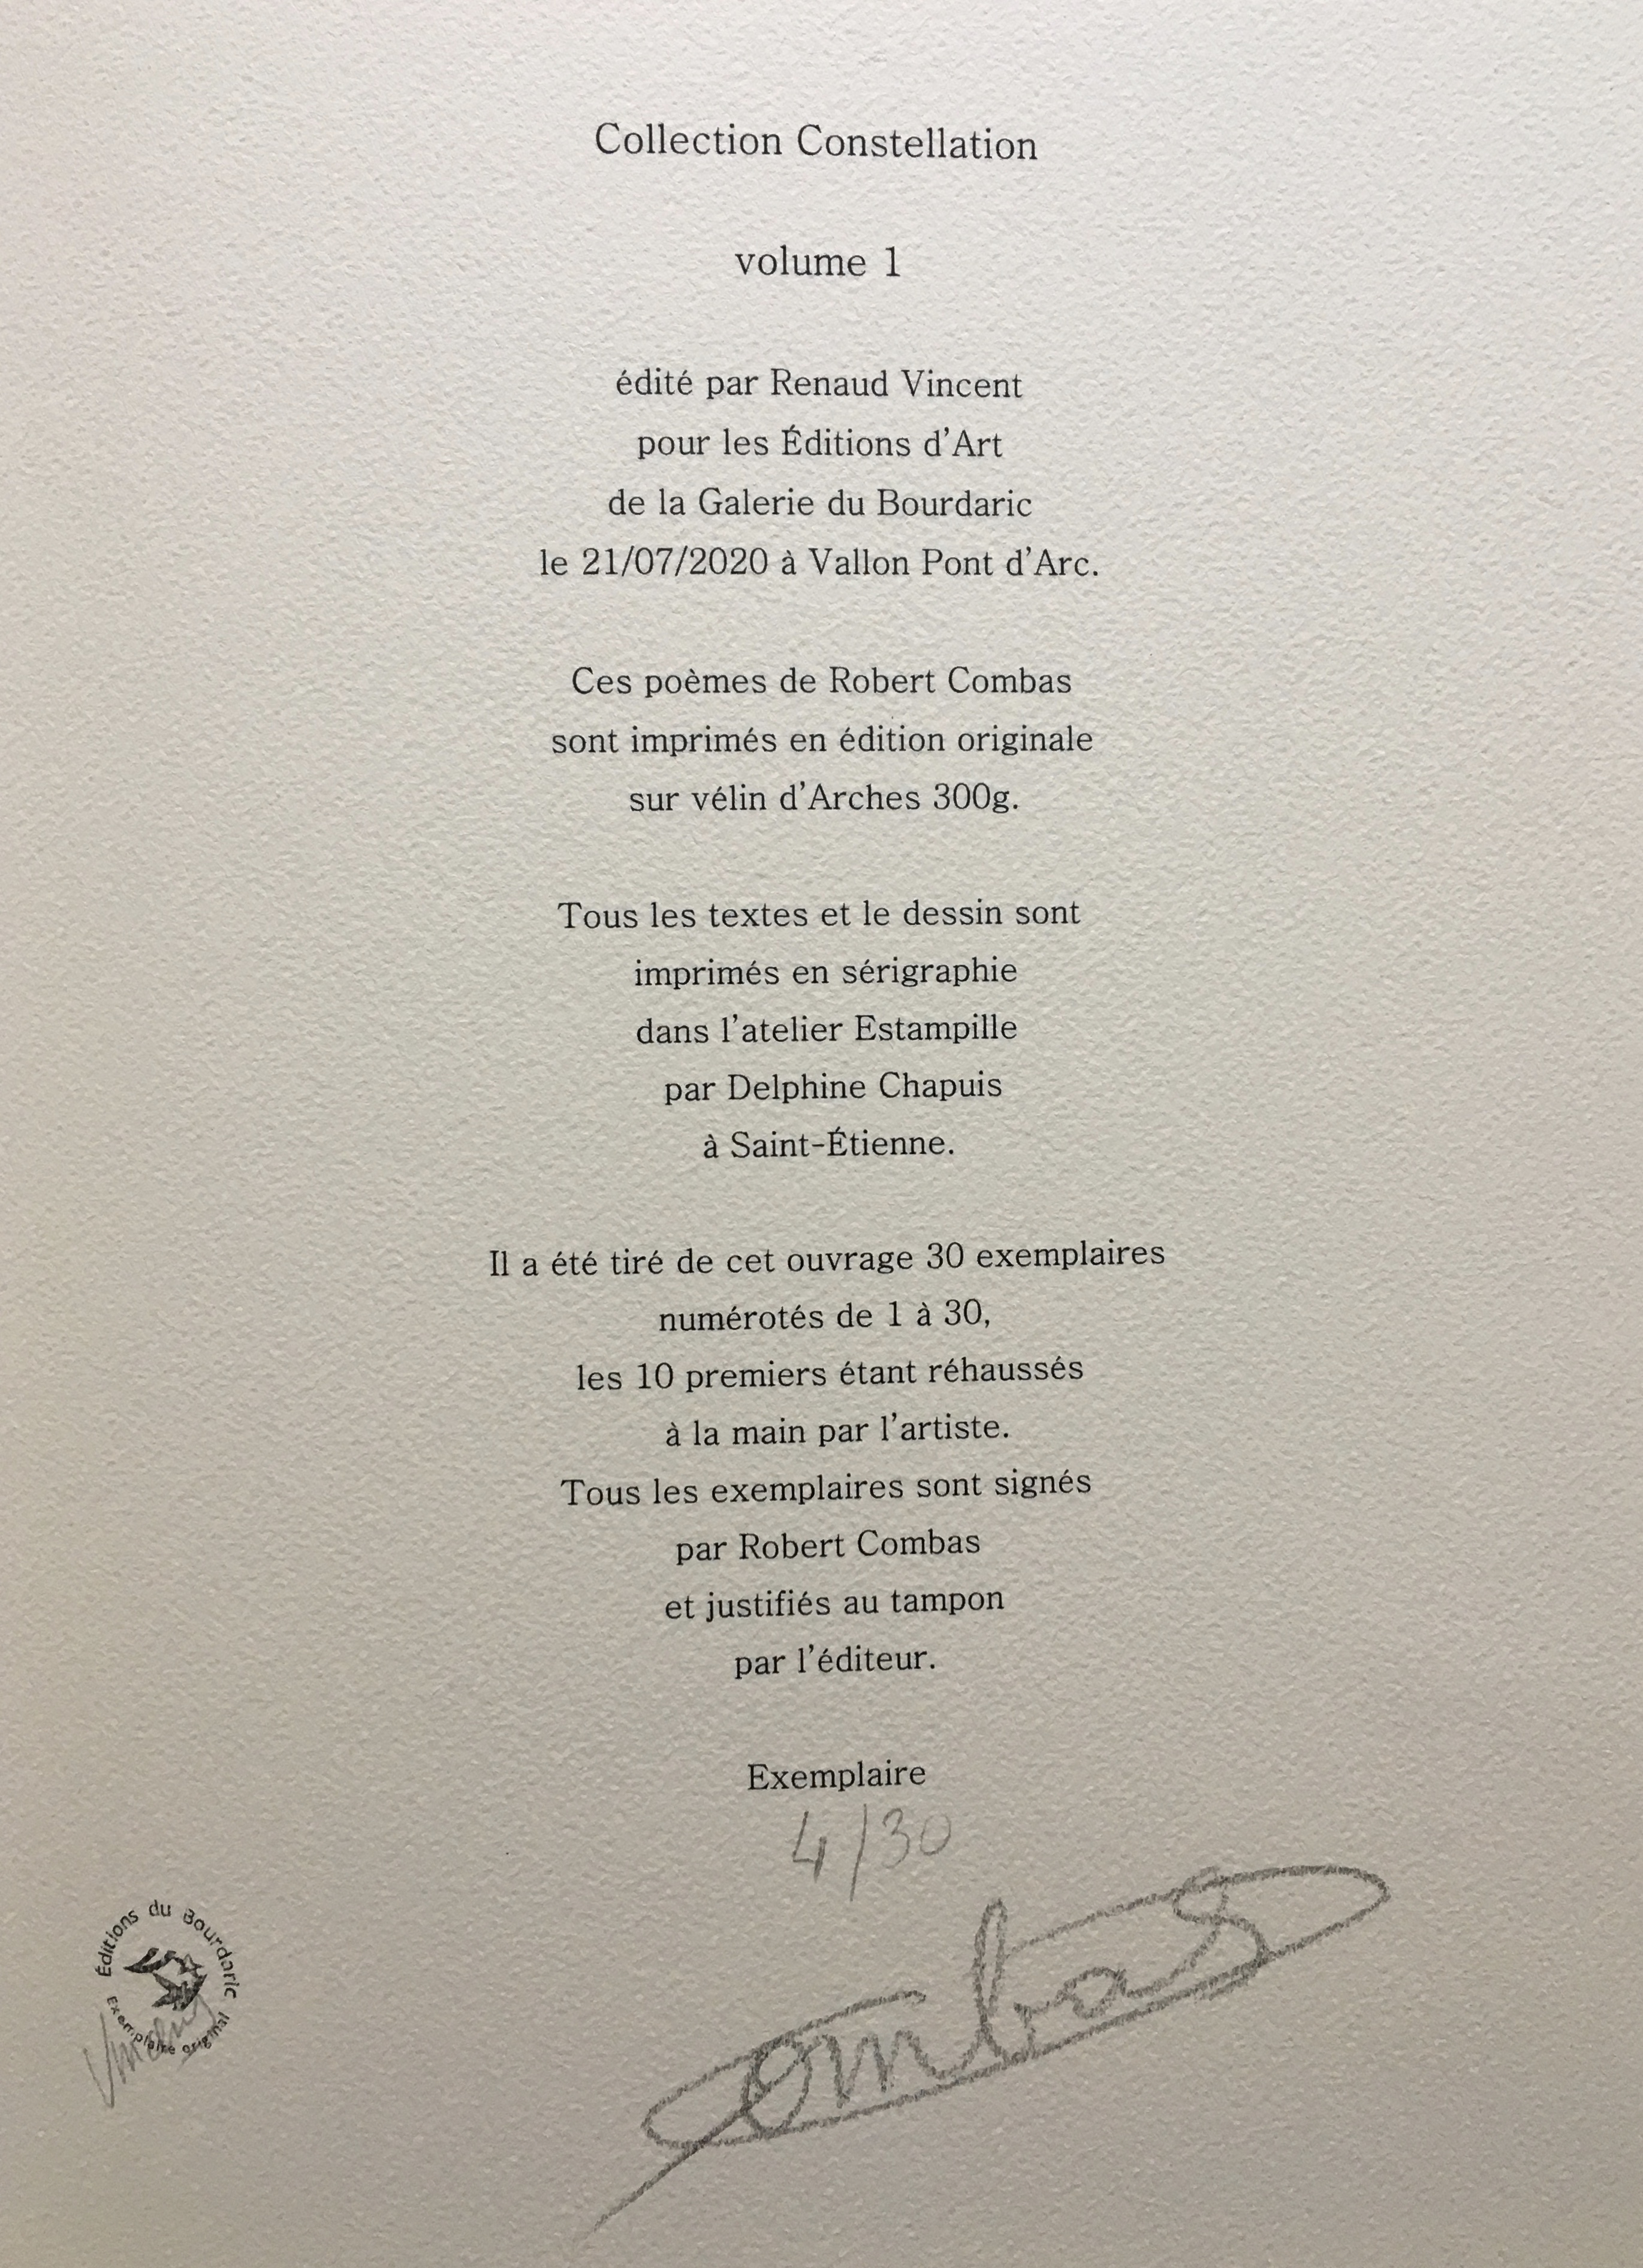 Collection Constellation
volume 1
édité par Renaud Vincent
pour les Éditions d'Art
de la Galerie du Bourdaric
le 21/07/2020 à Vallon Pont d'Arc.
Ces poèmes de Robert Combas
sont imprimés en édition originale
sur vélin d'Arches 300g.
Tous les textes et le dessin sont
imprimés en sérigraphie
dans l'atelier Estampille
par Delphine Chapuis
à Saint-Étienne.
Il a été tiré de cet ouvrage 30 exemplaires
numérotés de 1 à 30,
les 10 premiers étant réhaussés
à la main par l'artiste.
Tous les exemplaires sont signés
par Robert Combas
et justifiés au tampon
par l'éditeur.
Exemplaire
4/30
Combas
Éditions du Bourdaric
Exemplaire original
Vincent